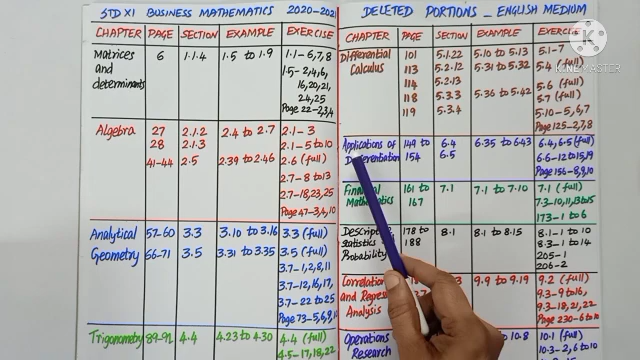 STD XI BUSINESS MATHEMATICS 2020-2021
CHAPTER PAGE SECTION EXAMPLE EXERCISE
Matrices and determinants 6 1.1.4 1.5 to 1.9 1.1-6,7,8
1.5-2,4,6,
16,20,21,
24,25
Page 22-2,3,4
Algebra 27 2.1.2 2.4 to 2.7 2.1-3
28 2.1.3 2.1-5 to 10
41-44 2.5 2.39 to 2.46 2.6 (full)
2.7-8 to 13
2.7-18,23,25
Page 47-3,4,10
Analytical 57-60 3.3 3.10 to 3.16 3.3 (full)
Geometry 66-71 3.5 3.31 to 3.35 3.5 (full)
3.7-1,2,8,11
3.7-12,16,17,
3.7-22 to 25
Page 73-5,6,9,
Trigonometry 89-92 4.4 4.23 to 4.30 4.4 (full)
4.5-17,18,22
DELETED PORTIONS _ ENGLISH MEDIUM
CHAPTER PAGE SECTION EXAMPLE EXERCISE
Differential 101 5.1.22 5.10 to 5.13 5.1-7
Calculus 113 5.2.12 5.31 to 5.32 5.4 (full)
114 5.2.13 5.6 (full)
118 5.3.3 5.36 to 5.42 5.7 (full)
119 5.3.4 5.10-5,6,7
Page 125-2,7,8
Applications of 149 to 6.4 6.35 to 6.43 6.4, 6.5 (full)
Differentiation 154 6.5 6.6-12 to 15,19
Page 156-8,9,10
Financial 161 to 7.1 7.1 to 7.10 7.1 (full)
Mathematics 167 7.3-10,11,13to15
173-1 to 6
178 to 8.1 8.1 to 8.15 8.1-1 to 10
Statistics 188 8.3-1 to 14
Probability 205-1
206-2
Correlation 9.9 to 9.19 9.2 (full)
and Analysis 9.3-9 to 16,
9.3-18,21,22
Page 230-6 to 10
Operations 10.8 10.1 (full)
Research 10.3-2, 6 to 10
Made with
KINEMASTER